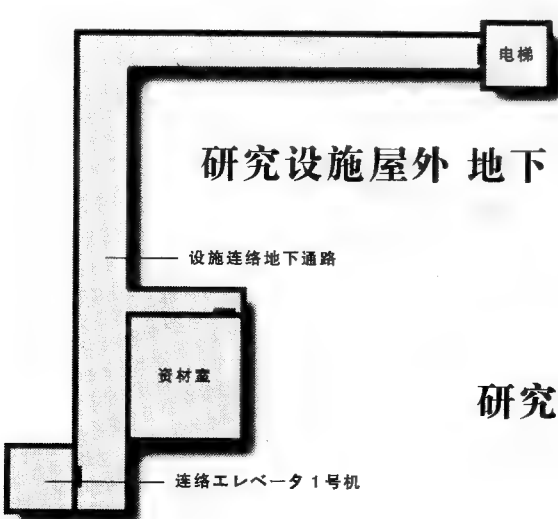 电梯
研究设施屋外 地下
设施连络地下通路
资材室
研究
连络エレベータ 1号机